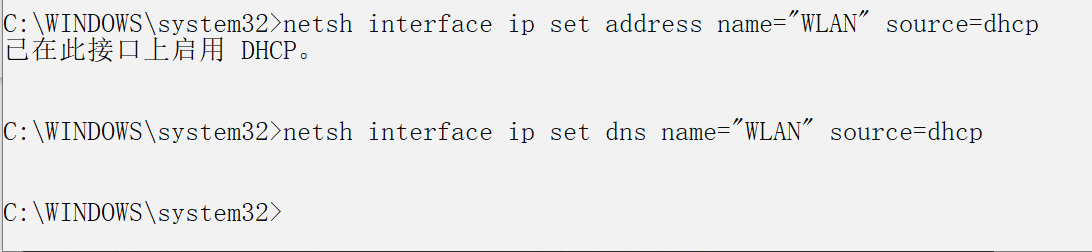 C:\WINDOWS\system32>netsh interface ip set address name="WLAN" source=dhcp
已在此接口上启用 DHCP。
C:\WINDOWS\system32>netsh interface ip set dns name="WLAN" source=dhcp
C:\WINDOWS\system32>